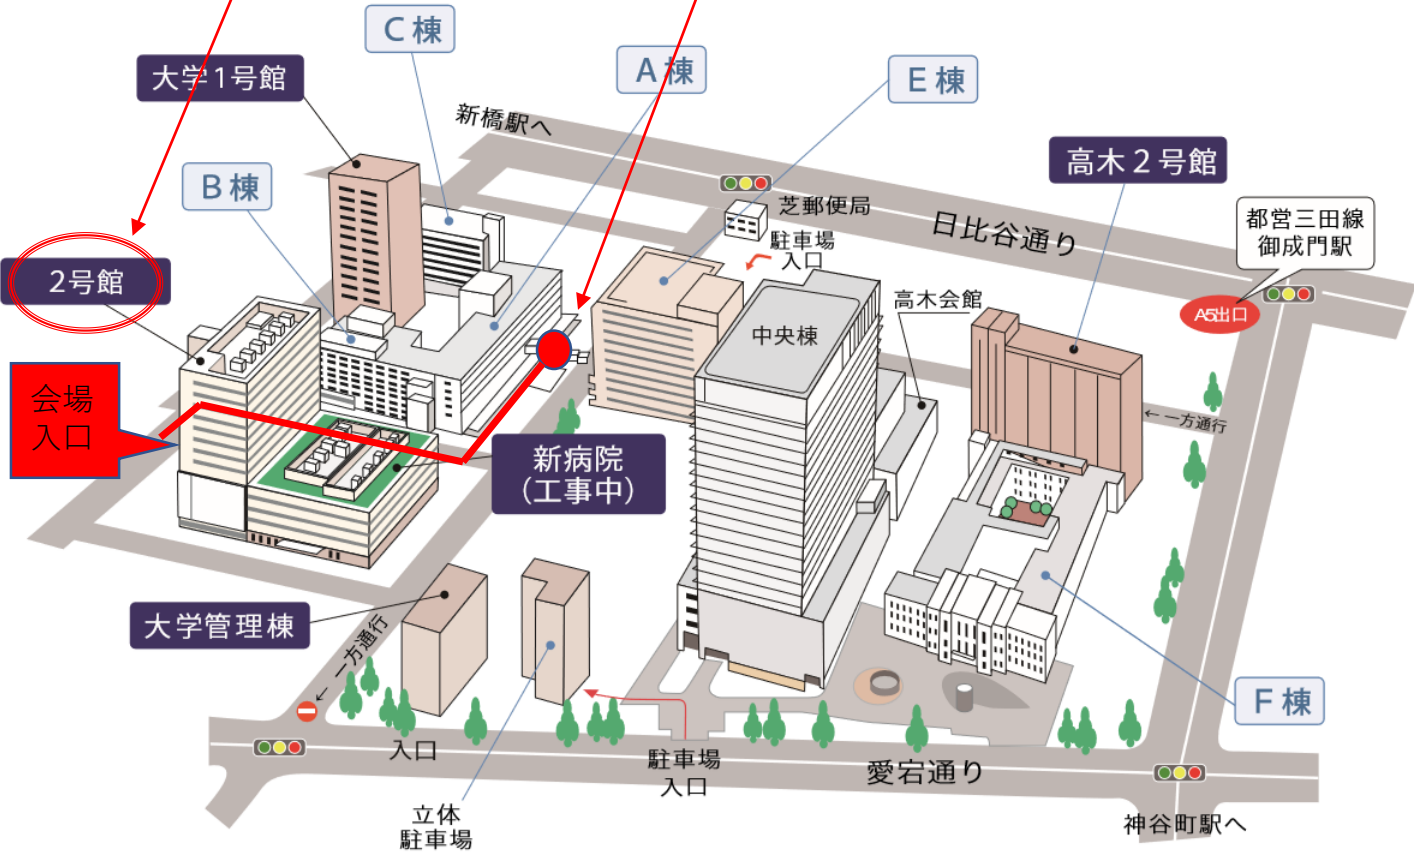 C棟
大学1号館
A棟
E棟
新橋駅へ
高木2号館
B棟
芝郵便局
駐車場
入口
日比谷通り
都営三田線
御成門駅
2号館
高木会館
A5出口
中央棟
会場
入口
←一方通行
新病院
(工事中)
大学管理棟
←一方通行
F棟
入口
駐車場
入口
愛宕通り
立体
駐車場
神谷町駅へ